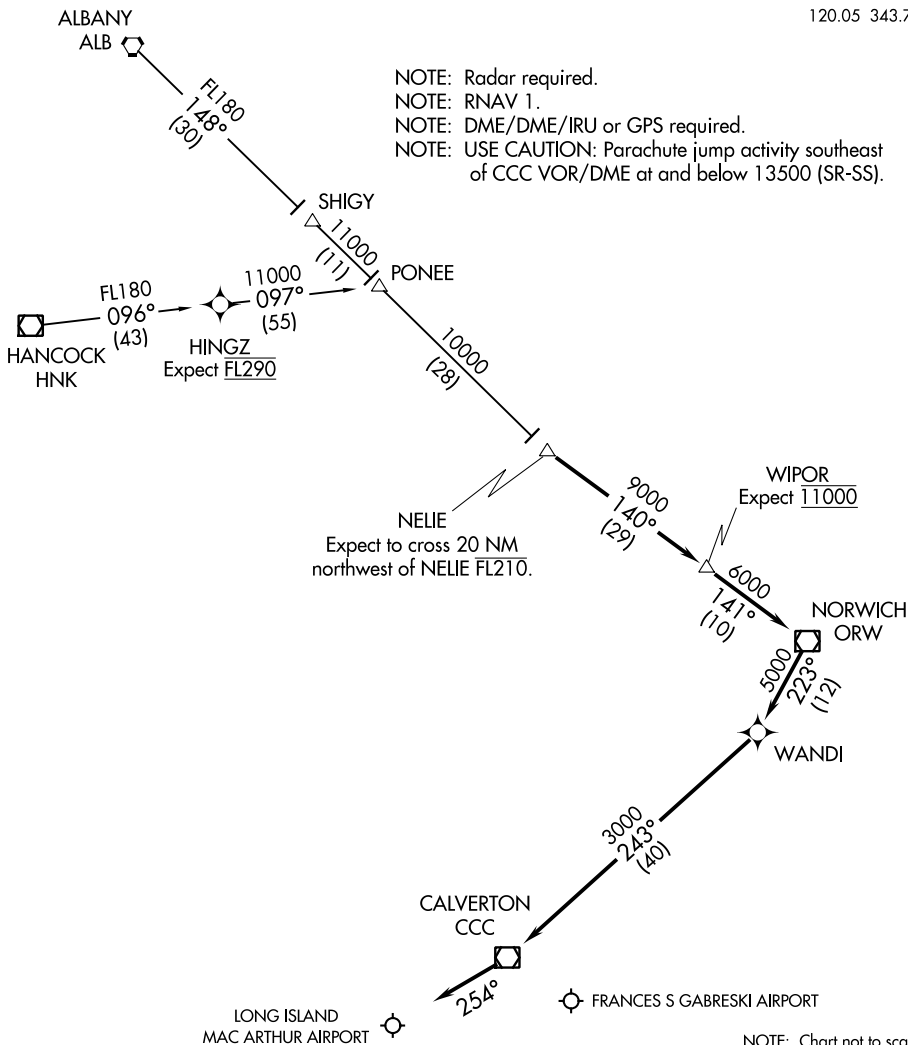 120.05 343.7
ALBANY
ALB
FL180
148°
(30)
NOTE: Radar required.
NOTE: RNAV 1.
NOTE: DME/DME/IRU or GPS required.
NOTE: USE CAUTION: Parachute jump activity southeast
of CCC VOR/DME at and below 13500 (SR-SS).
SHIGY
11000
(11)
PONEE
FL180
096°
(43)
11000
097°
(55)
HANCOCK
HNK
HINGZ
Expect FL290
10000
(28)
NELIE
Expect to cross 20 NM
northwest of NELIE FL210.
9000
140°
(29)
WIPOR
Expect 11000
6000
141°
(10)
NORWICH
ORW
5000
223°
(12)
WANDI
3000
243°
(40)
CALVERTON
CCC
254°
LONG ISLAND
MAC ARTHUR AIRPORT
FRANCES S GABRESKI AIRPORT
NOTE: Chart not to sca